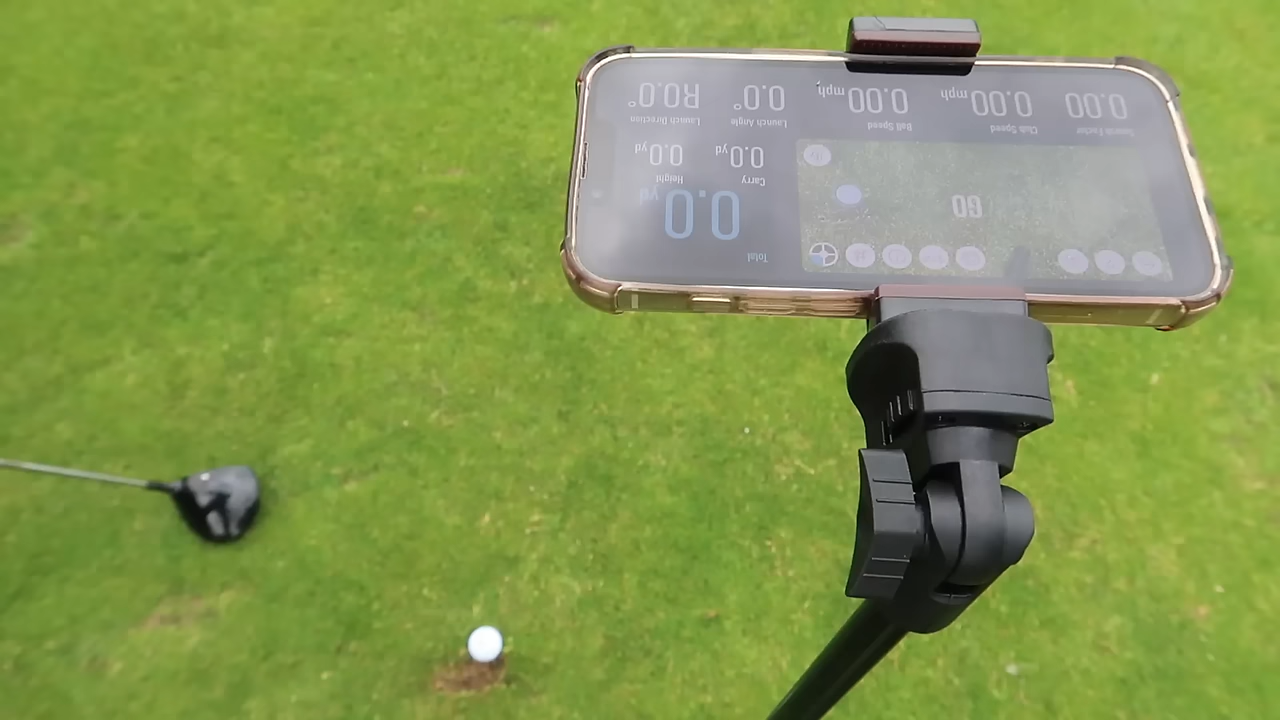 Total
0.0 yd
GO
Carry Height
0.0 yd 0.0 yd
Smash Factor Club Speed Ball Speed Launch Angle Launch Direction
0.00 0.00 mph 0.00 mph 0.0° R0.0°